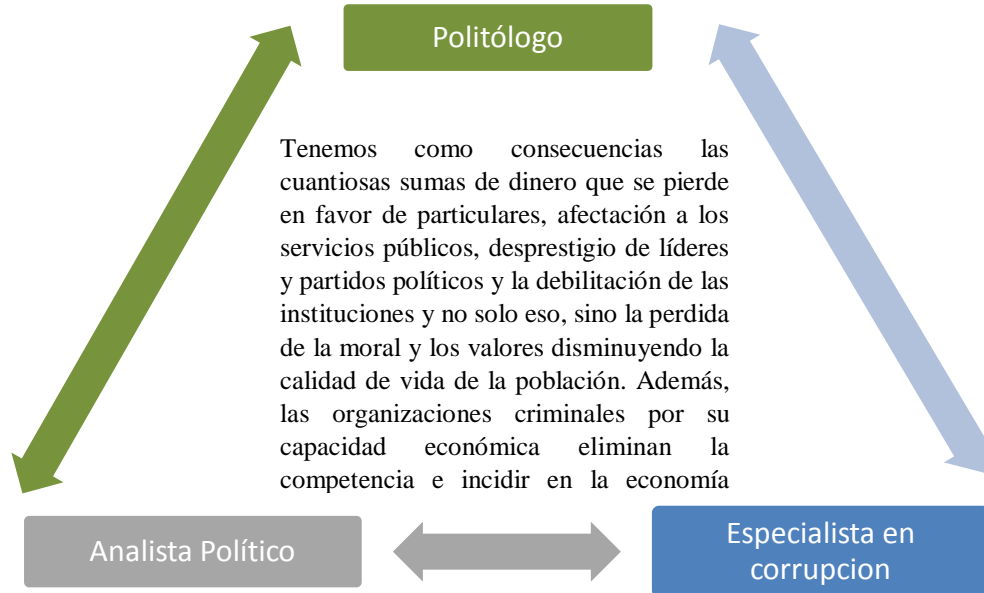 Politólogo
Tenemos como consecuencias las
cuantiosas sumas de dinero que se pierde
en favor de particulares, afectación a los
servicios públicos, desprestigio de líderes
y partidos políticos y la debilitación de las
instituciones y no solo eso, sino la perdida
de la moral y los valores disminuyendo la
calidad de vida de la población. Además,
las organizaciones criminales por su
capacidad económica eliminan la
competencia e incidir en la economía
Analista Político
Especialista en
corrupcion